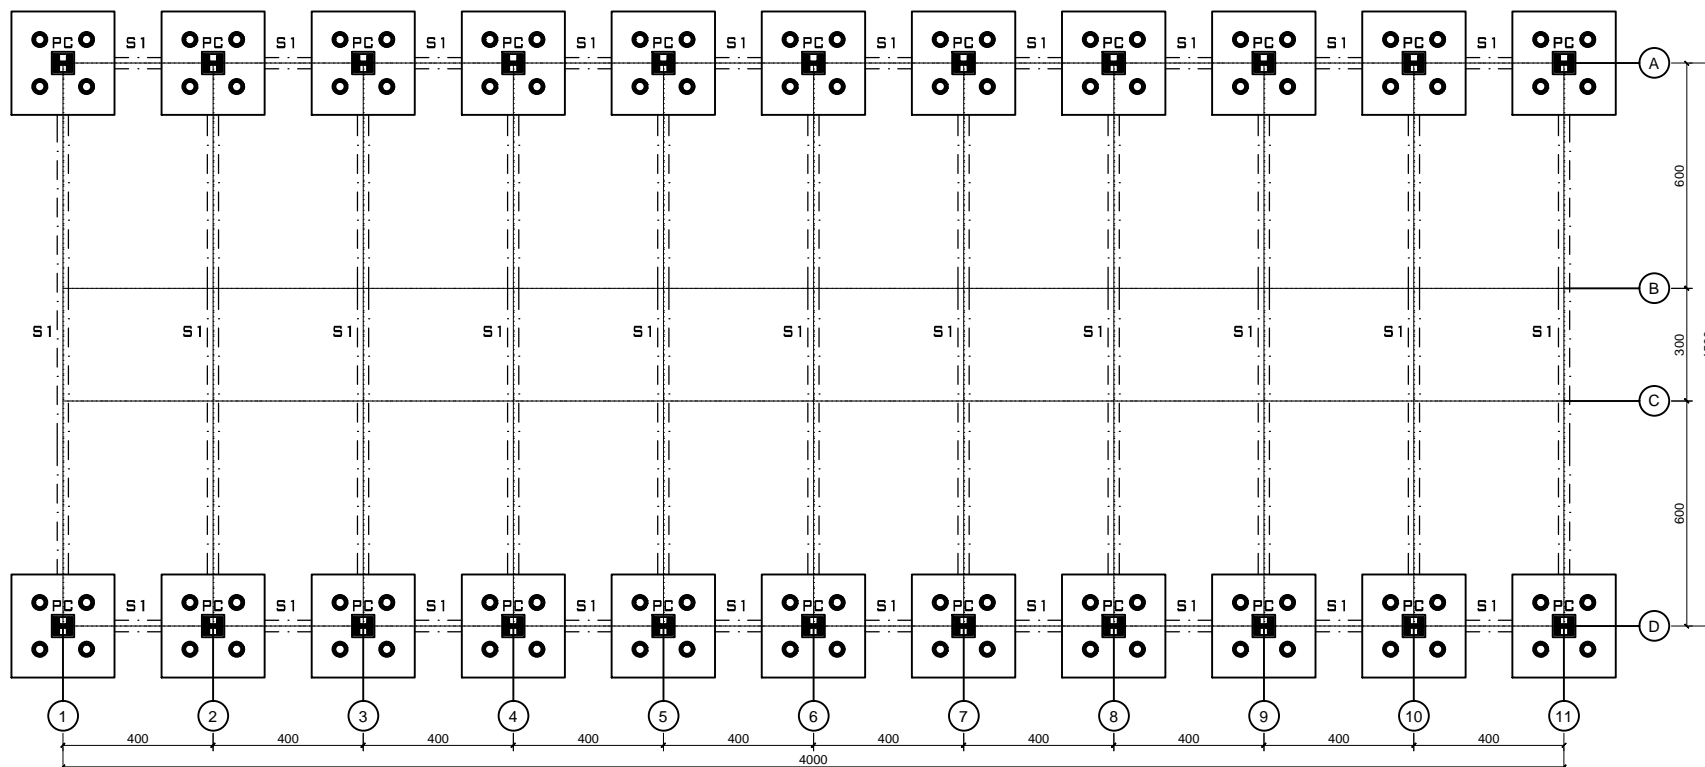 PC PC PC PC PC PC PC PC PC PC PC
S1 S1 S1 S1 S1 S1 S1 S1 S1 S1
A
600
B
S1 S1 S1 S1 S1 S1 S1 S1 S1 S1 S1
300
C
600
PC PC PC PC PC PC PC PC PC PC PC
S1 S1 S1 S1 S1 S1 S1 S1 S1 S1
D
1 2 3 4 5 6 7 8 9 10 11
400 400 400 400 400 400 400 400 400 400
4000